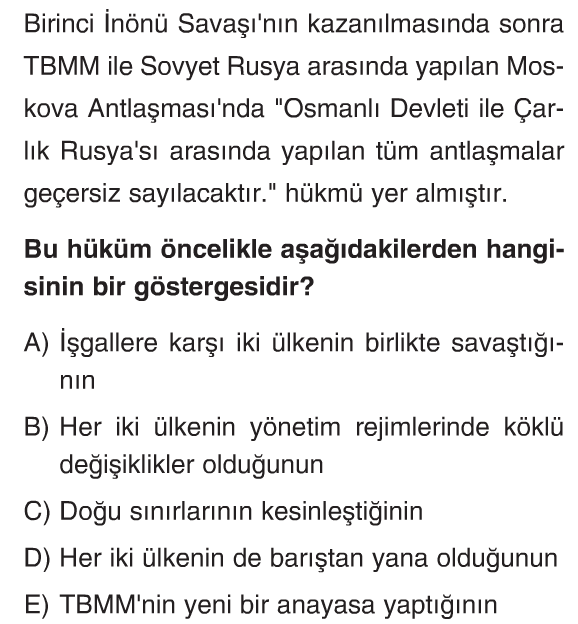 Birinci İnönü Savaşı'nın kazanılmasında sonra
TBMM ile Sovyet Rusya arasında yapılan Mos-
kova Antlaşması'nda "Osmanlı Devleti ile Çar-
lık Rusya'sı arasında yapılan tüm antlaşmalar
geçersiz sayılacaktır." hükmü yer almıştır.
Bu hüküm öncelikle aşağıdakilerden hangi-
sinin bir göstergesidir?
A) İşgallere karşı iki ülkenin birlikte savaştığı-
nın
B) Her iki ülkenin yönetim rejimlerinde köklü
değişiklikler olduğunun
C) Doğu sınırlarının kesinleştiğinin
D) Her iki ülkenin de barıştan yana olduğunun
E) TBMM'nin yeni bir anayasa yaptığının